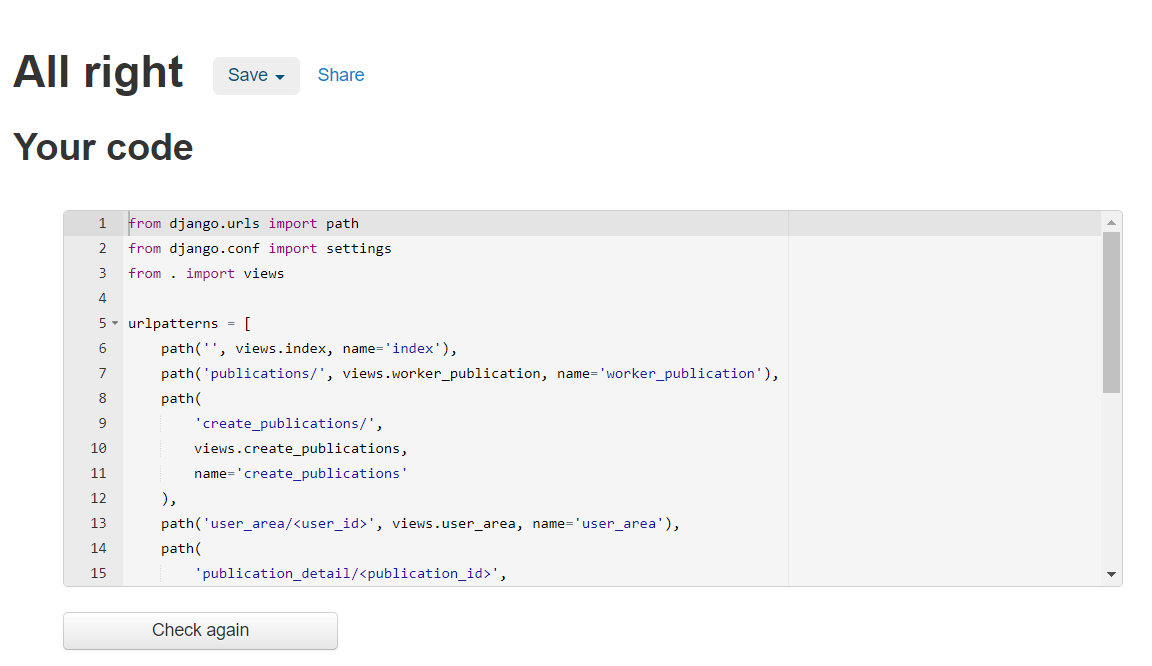 All right Save Share
Your code
1 from django.urls import path
2 from django.conf import settings
3 from . import views
4
5 urlpatterns = [
6     path('', views.index, name='index'),
7     path('publications/', views.worker_publication, name='worker_publication'),
8     path(
9         'create_publications/',
10         views.create_publications,
11         name='create_publications'
12     ),
13     path('user_area/<user_id>', views.user_area, name='user_area'),
14     path(
15         'publication_detail/<publication_id>',
Check again